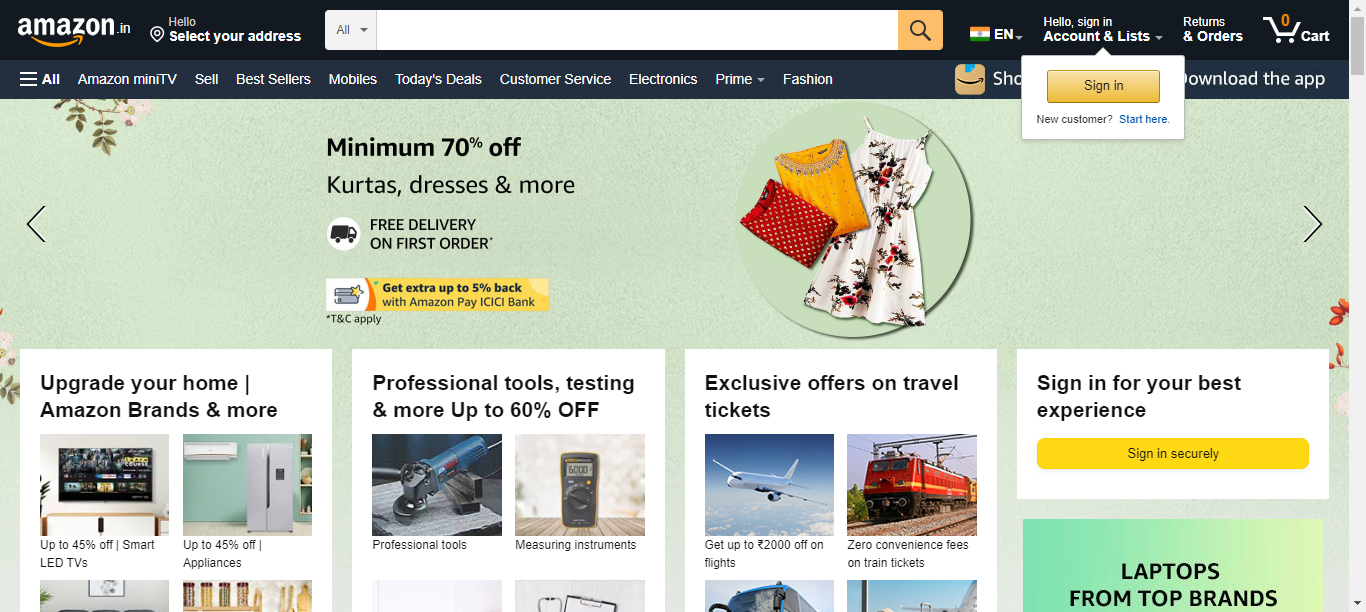 amazon.in
Hello
Select your address
All
EN
Hello, sign in
Account & Lists
Returns
& Orders
0
Cart
All
Amazon miniTV
Sell
Best Sellers
Mobiles
Today's Deals
Customer Service
Electronics
Prime
Fashion
Sho
Download the app
Sign in
New customer? Start here.
Minimum 70% off
Kurtas, dresses & more
FREE DELIVERY
ON FIRST ORDER*
Get extra up to 5% back
with Amazon Pay ICICI Bank
*T&C apply
Upgrade your home |
Amazon Brands & more
Up to 45% off | Smart
LED TVs
Up to 45% off |
Appliances
Professional tools, testing
& more Up to 60% OFF
6000
Professional tools
Measuring instruments
Exclusive offers on travel
tickets
Get up to ₹2000 off on
flights
Zero convenience fees
on train tickets
Sign in for your best
experience
Sign in securely
LAPTOPS
FROM TOP BRANDS